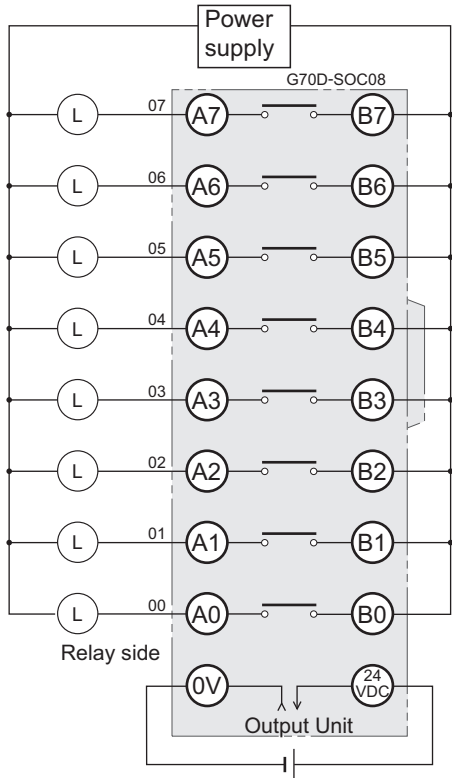 Power
supply
G70D-SOC08
L 07 A7 B7
L 06 A6 B6
L 05 A5 B5
L 04 A4 B4
L 03 A3 B3
L 02 A2 B2
L 01 A1 B1
L 00 A0 B0
Relay side
0V
24
VDC
Output Unit